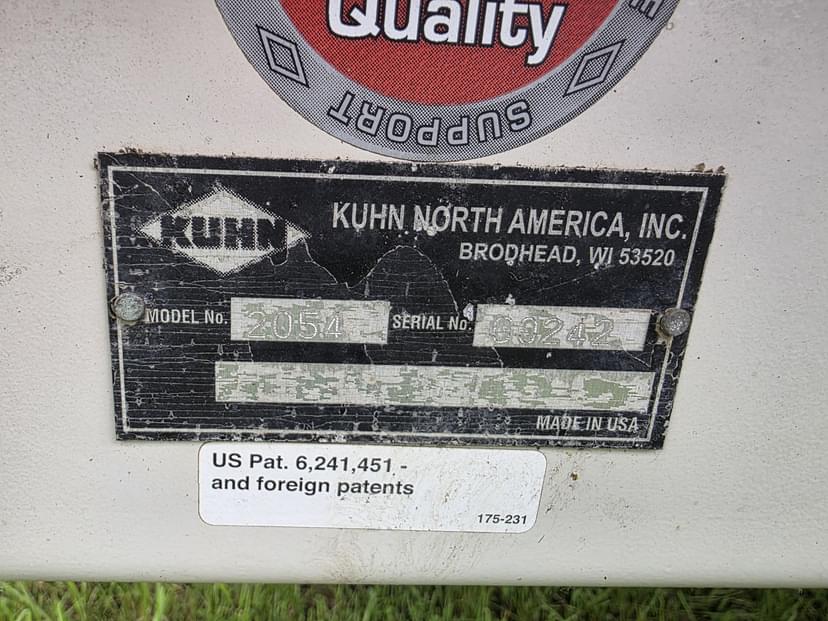 Quality
SUPPORT
KUHN
KUHN NORTH AMERICA, INC.
BRODHEAD, WI 53520
MODEL No. 2054 SERIAL No.
MADE IN USA
US Pat. 6,241,451 -
and foreign patents
175-231